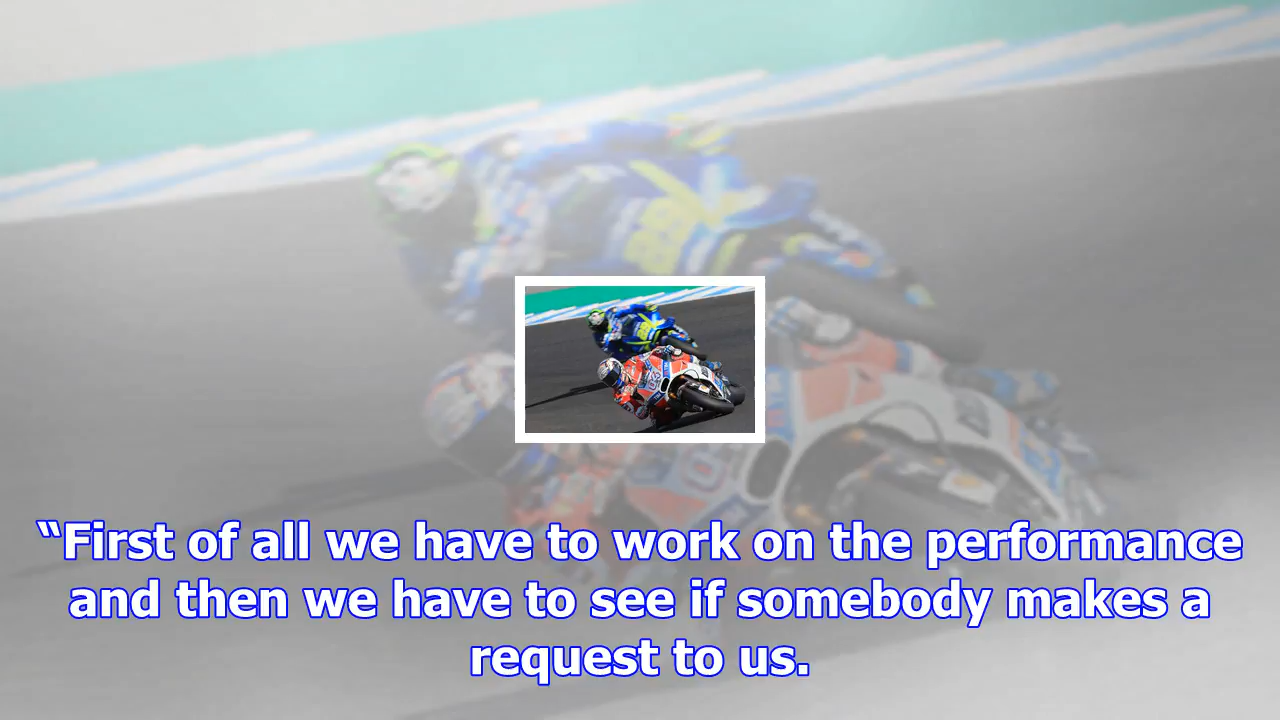 “First of all we have to work on the performance
and then we have to see if somebody makes a
request to us.